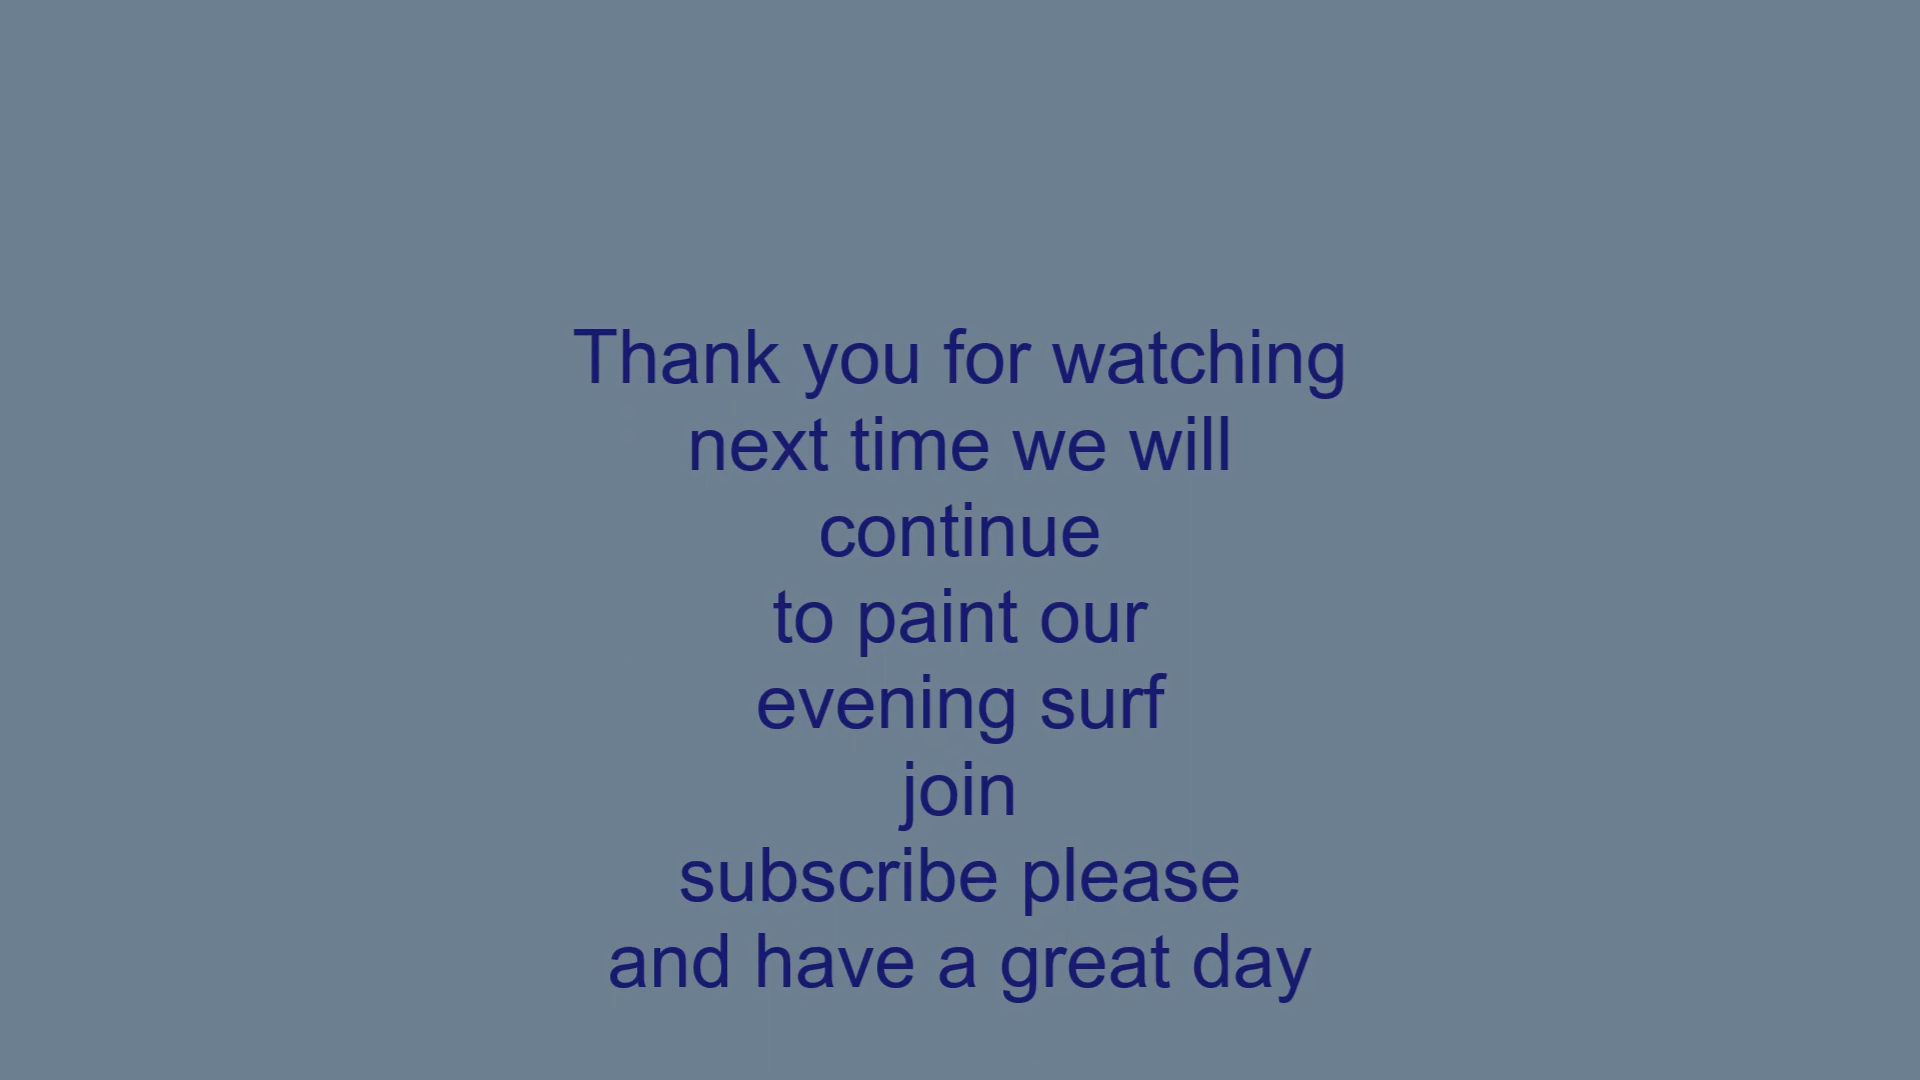 Thank you for watching
next time we will
continue
to paint our
evening surf
join
subscribe please
and have a great day